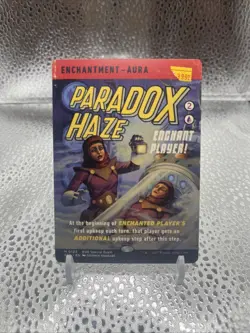 ENCHANTMENT - AURA
PARADOX
HAZE
2
ENCHANT
PLAYER!
At the beginning of ENCHANTED PLAYER'S
first upkeep each turn, that player gets an
ADDITIONAL upkeep step after this step.